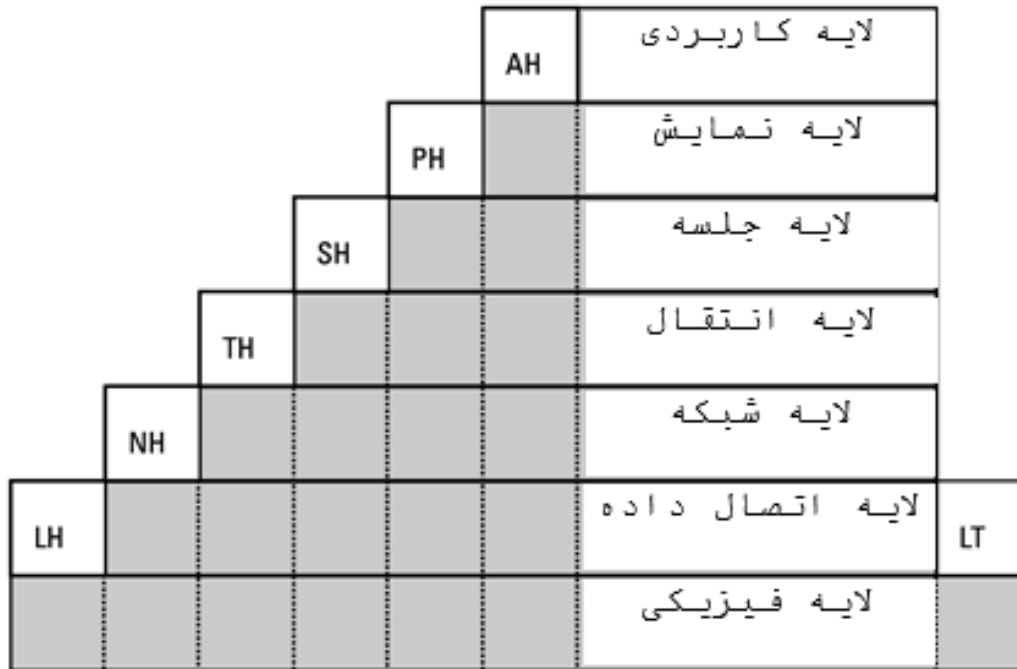 AH لایه کاربردی
PH لایه نمایش
SH لایه جلسه
TH لایه انتقال
NH لایه شبکه
LH لایه اتصال داده LT
لایه فیزیکی